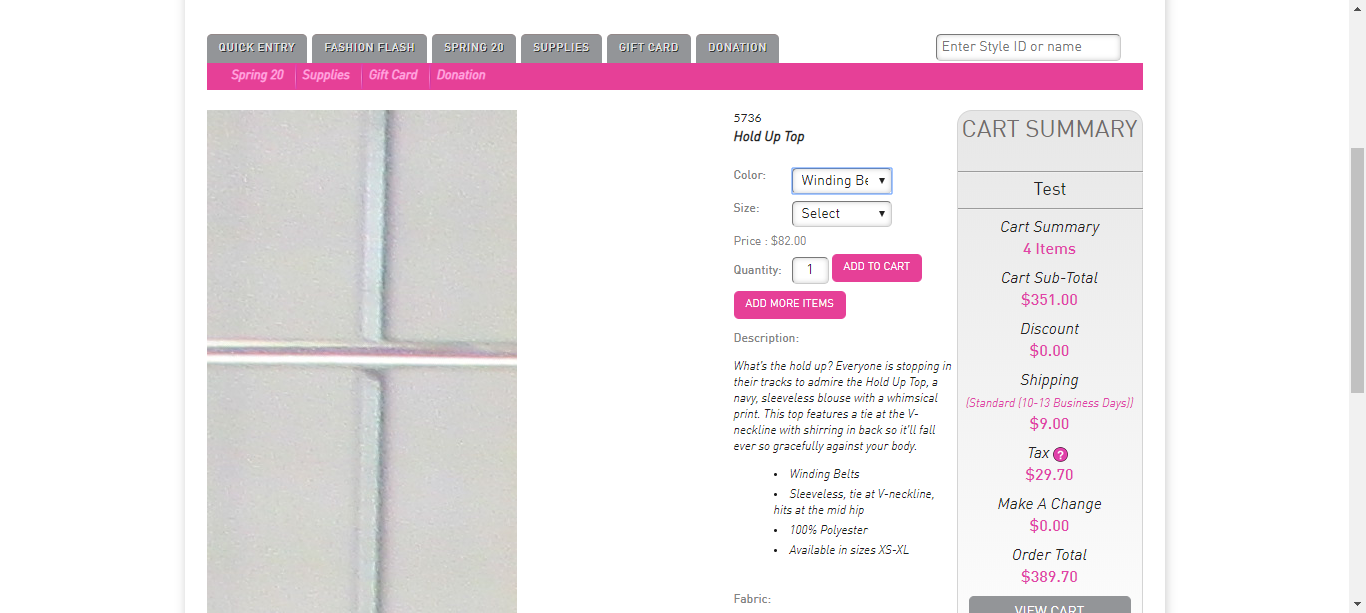 QUICK ENTRY
FASHION FLASH
SPRING 20
SUPPLIES
GIFT CARD
DONATION
Enter Style ID or name
Spring 20
Supplies
Gift Card
Donation
5736
Hold Up Top
Color:
Winding Be
Size:
Select
Price : $82.00
Quantity:
1
ADD TO CART
ADD MORE ITEMS
Description:
What's the hold up? Everyone is stopping in
their tracks to admire the Hold Up Top, a
navy, sleeveless blouse with a whimsical
print. This top features a tie at the V-
neckline with shirring in back so it'll fall
ever so gracefully against your body.
• Winding Belts
• Sleeveless, tie at V-neckline,
hits at the mid hip
• 100% Polyester
• Available in sizes XS-XL
Fabric:
CART SUMMARY
Test
Cart Summary
4 Items
Cart Sub-Total
$351.00
Discount
$0.00
Shipping
(Standard (10-13 Business Days))
$9.00
Tax ?
$29.70
Make A Change
$0.00
Order Total
$389.70
VIEW CART